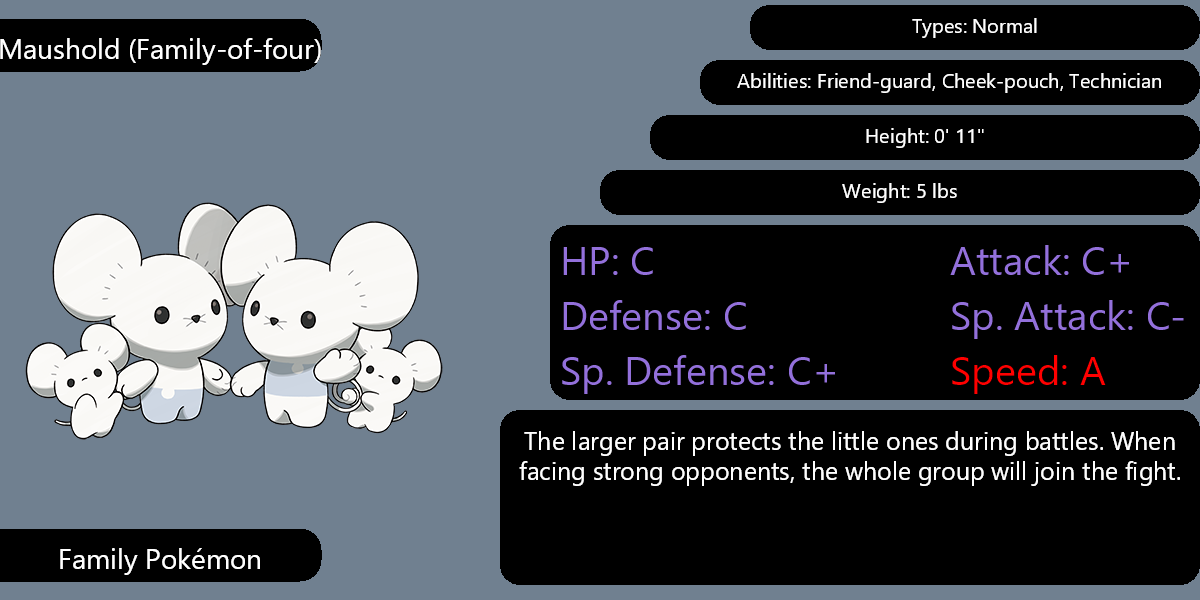 Maushold (Family-of-four)
Types: Normal
Abilities: Friend-guard, Cheek-pouch, Technician
Height: 0' 11"
Weight: 5 lbs
HP: C
Attack: C+
Defense: C
Sp. Attack: C-
Sp. Defense: C+
Speed: A
The larger pair protects the little ones during battles. When
facing strong opponents, the whole group will join the fight.
Family Pokémon